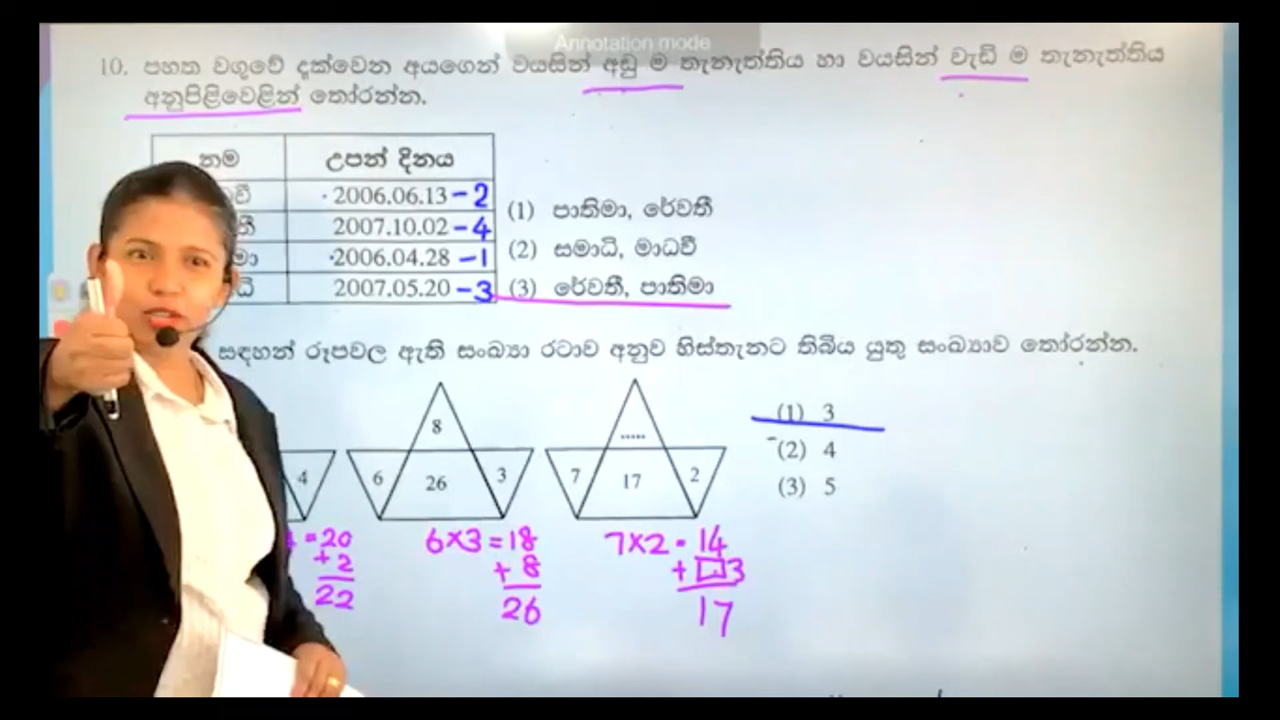 Annotation mode
10. පහත වගුවේ දැක්වෙන අයගෙන් වයසින් අඩු ම තැනැත්තිය හා වයසින් වැඩි ම තැනැත්තිය
අනුපිළිවෙළින් තෝරන්න.
නම උපන් දිනය
2006.06.13 - 2
2007.10.02 - 4
2006.04.28 - 1
2007.05.20 - 3
(1) පාතිමා, රේවතී
(2) සමාධි, මාධවී
(3) රේවතී, පාතිමා
සඳහන් රූපවල ඇති සංඛ්‍යා රටාව අනුව හිස්තැනට තිබිය යුතු සංඛ්‍යාව තෝරන්න.
8 .....
4 6 26 3 7 17 2
(1) 3
(2) 4
(3) 5
= 20 6×3 = 18 7×2 = 14
+ 2 + 8 + 3
22 26 17